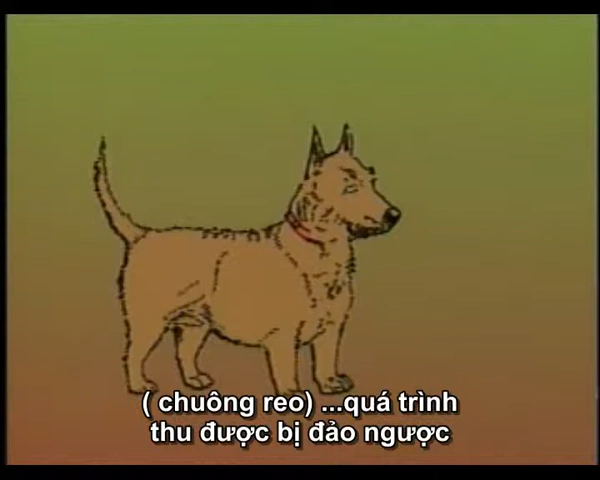 ( chuông reo) ...quá trình
thu được bị đảo ngược